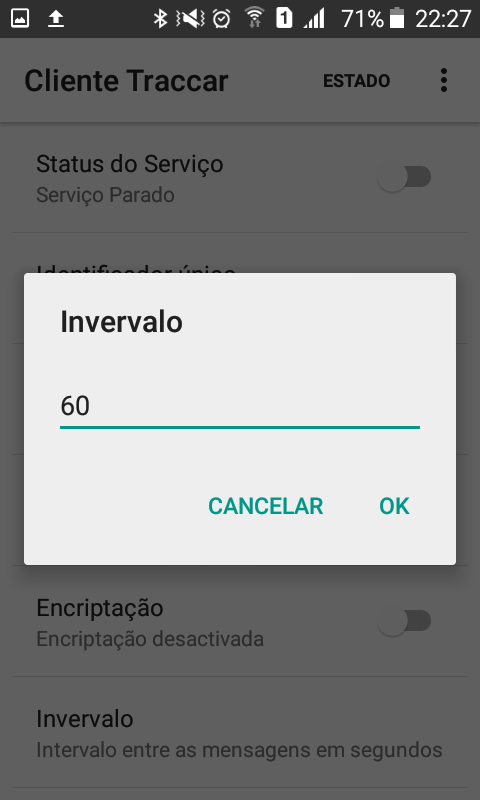 71% 22:27
Cliente Traccar ESTADO
Status do Serviço
Serviço Parado
Identificador único
Invervalo
60
CANCELAR OK
Encriptação
Encriptação desactivada
Invervalo
Intervalo entre as mensagens em segundos